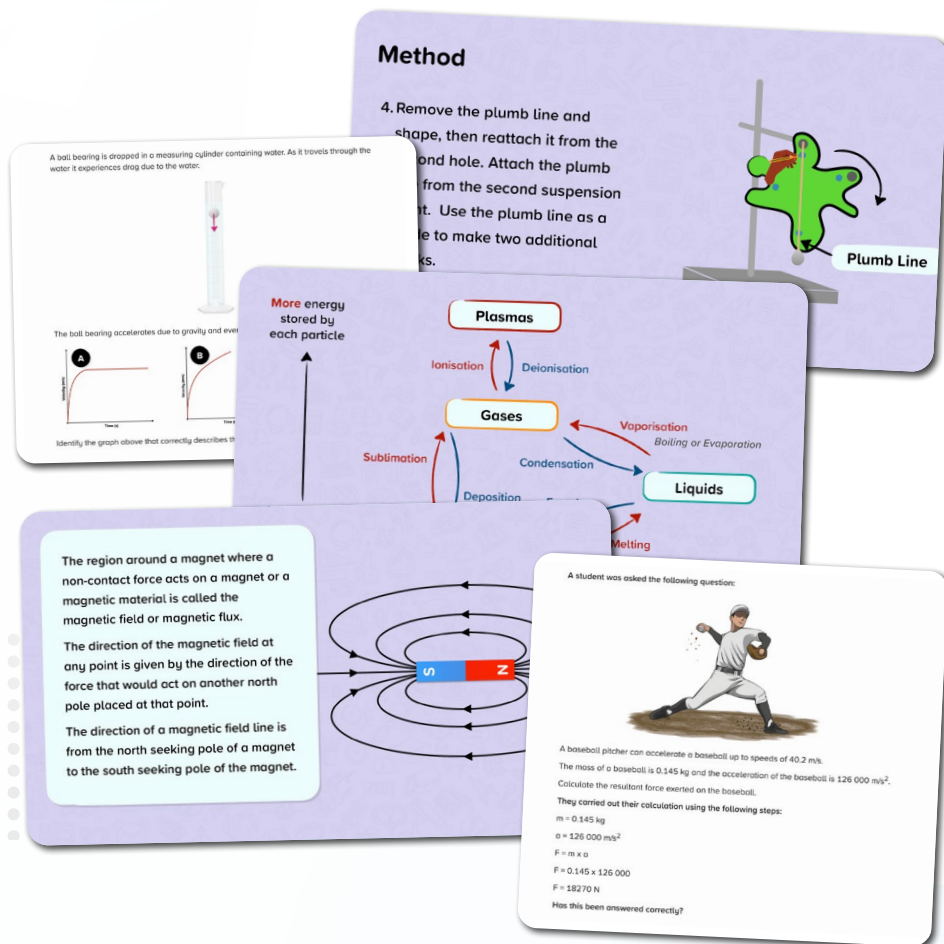 Method
4. Remove the plumb line and
shape, then reattach it from the
ond hole. Attach the plumb
from the second suspension
t. Use the plumb line as a
e to make two additional
ks.
Plumb Line
A ball bearing is dropped in a measuring cylinder containing water. As it travels through the
water it experiences drag due to the water.
The ball bearing accelerates due to gravity and
A
B
Time (s)
Identify the graph above that correctly describes
More energy
stored by
each particle
Plasmas
Ionisation
Deionisation
Gases
Vaporisation
Boiling or Evaporation
Sublimation
Condensation
Liquids
Deposition
Melting
The region around a magnet where a
non-contact force acts on a magnet or a
magnetic material is called the
magnetic field or magnetic flux.
The direction of the magnetic field at
any point is given by the direction of the
force that would act on another north
pole placed at that point.
The direction of a magnetic field line is
from the north seeking pole of a magnet
to the south seeking pole of the magnet.
S
N
A student was asked the following question:
A baseball pitcher can accelerate a baseball up to speeds of 40.2 m/s.
The mass of a baseball is 0.145 kg and the acceleration of the baseball is 126 000 m/s².
Calculate the resultant force exerted on the baseball.
They carried out their calculation using the following steps:
m = 0.145 kg
a = 126 000 m/s²
F = m x a
F = 0.145 x 126 000
F = 18270 N
Has this been answered correctly?